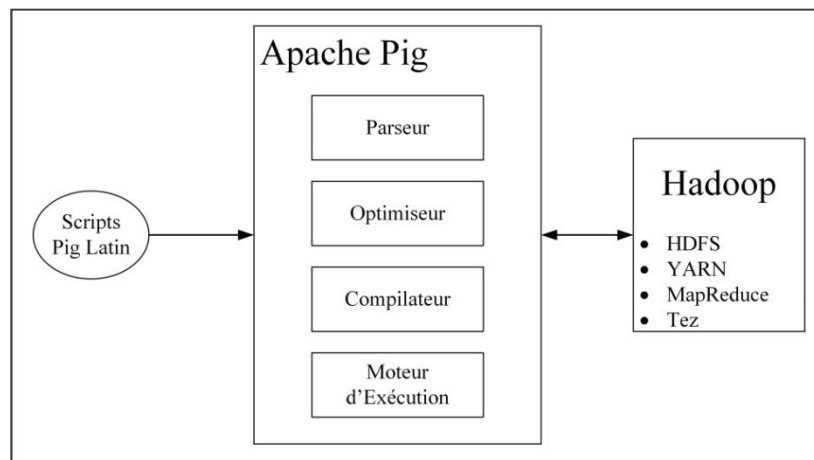 Apache Pig
Parseur
Optimiseur
Compilateur
Moteur
d'Exécution
Scripts
Pig Latin
Hadoop
• HDFS
• YARN
• MapReduce
• Tez